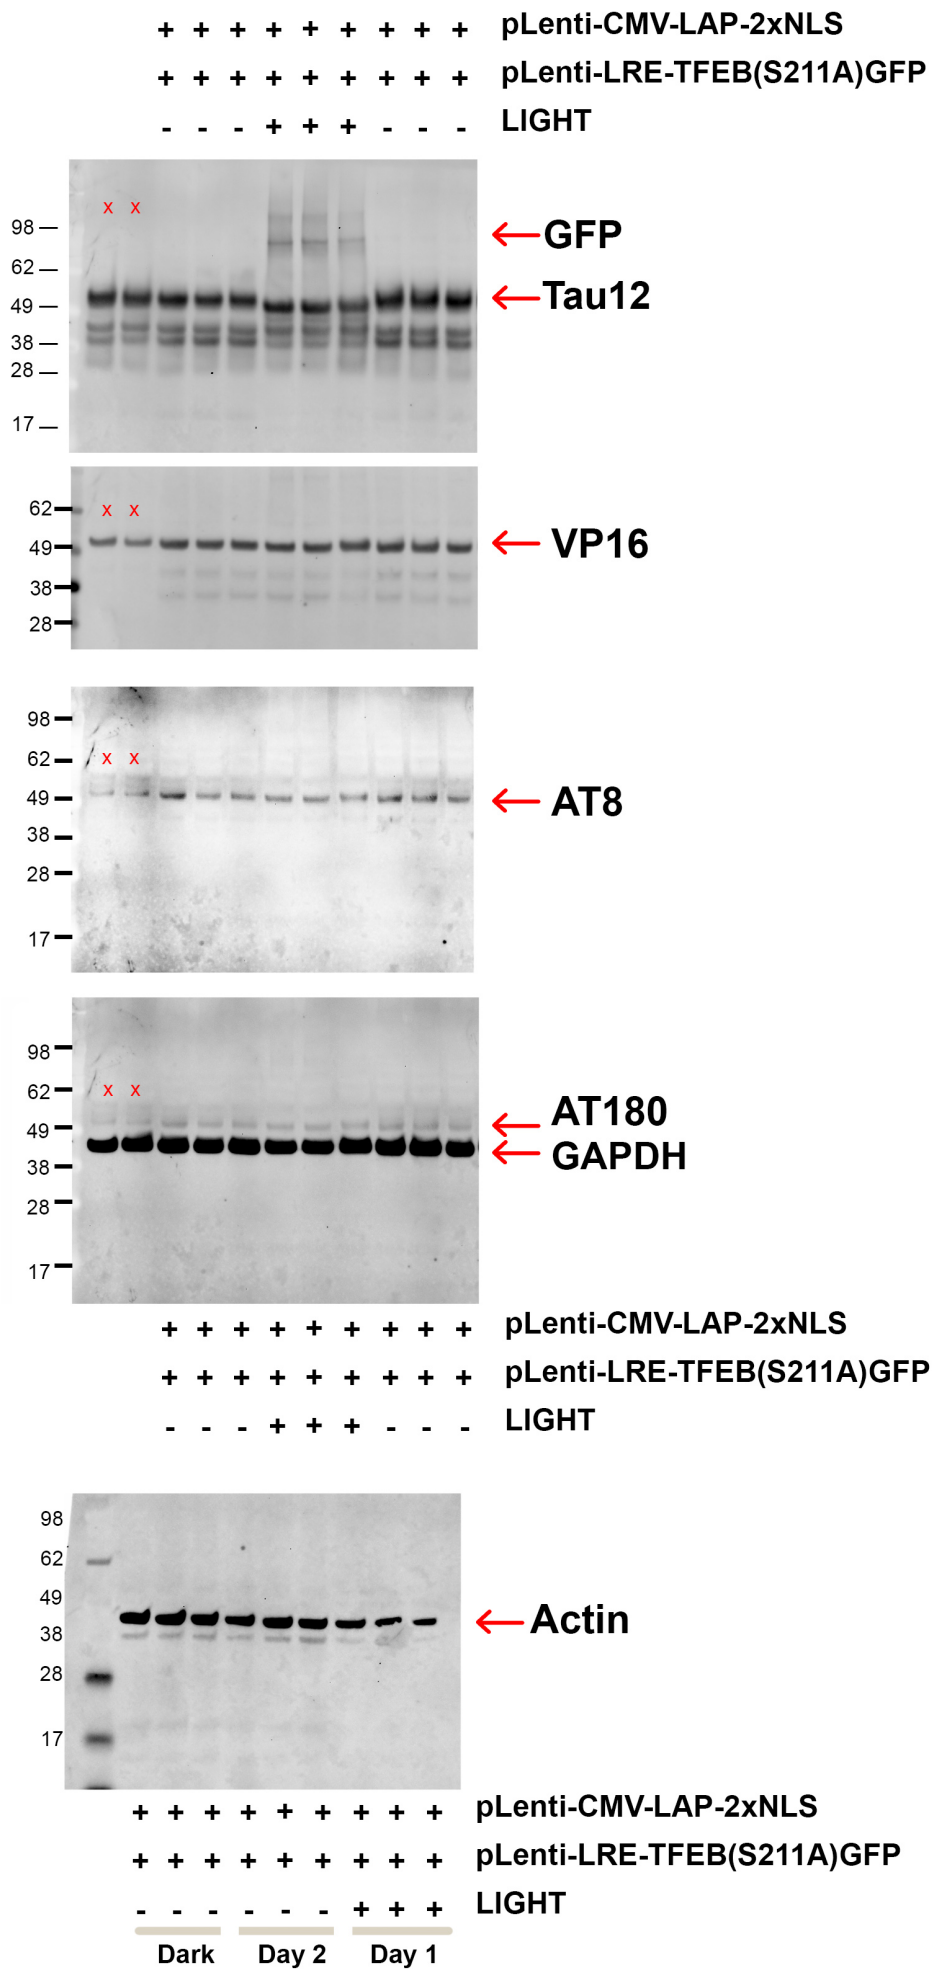 + + + + + + + + + pLenti-CMV-LAP-2xNLS
+ + + + + + + + + pLenti-LRE-TFEB(S211A)GFP
- - - + + + - - - LIGHT
x x
98
GFP
62
Tau12
49
38
28
17
x x
62
VP16
49
38
28
98
x x
62
AT8
49
38
28
17
98
x x
62
AT180
49
GAPDH
38
28
17
+ + + + + + + + + pLenti-CMV-LAP-2xNLS
+ + + + + + + + + pLenti-LRE-TFEB(S211A)GFP
- - - + + + - - - LIGHT
98
62
49
Actin
38
28
17
+ + + + + + + + + pLenti-CMV-LAP-2xNLS
+ + + + + + + + + pLenti-LRE-TFEB(S211A)GFP
- - - - - - + + + LIGHT
Dark Day 2 Day 1